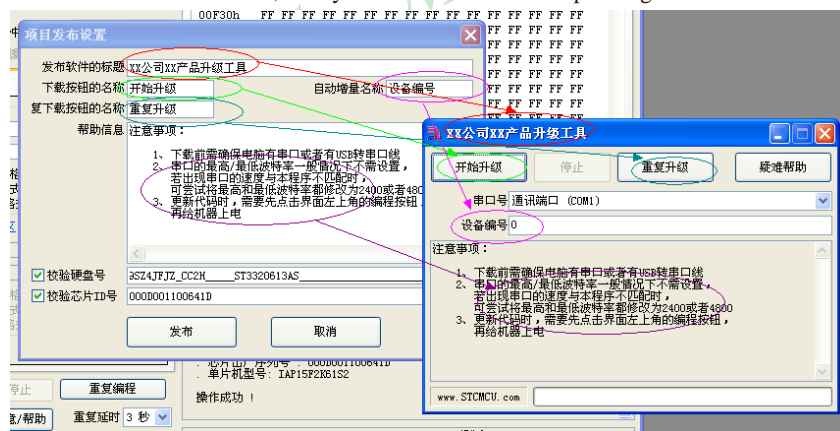 00F30h FF FF FF FF FF FF FF FF FF FF FF FF FF FF FF FF
FF FF FF FF
项目发布设置
发布软件的标题 XX公司XX产品升级工具
下载按钮的名称 开始升级 自动增量名称 设备编号
复下载按钮的名称 重复升级
帮助信息 注意事项：
1、下载前需确保电脑有串口或者有USB转串口线
2、串口的最高/最低波特率一般情况下不需设置，
若出现串口的速度与本程序不匹配时，
可尝试将最高和最低波特率都修改为2400或者480
3、更新代码时，需要先点击界面左上角的编程按钮
再给机器上电
校验硬盘号 3SZ4JFJZ_CC2H____ST3320613AS
校验芯片ID号 000D001100641D
发布 取消
XX公司XX产品升级工具
开始升级 停止 重复升级 疑难帮助
串口号 通讯端口 (COM1)
设备编号 0
注意事项：
1、下载前需确保电脑有串口或者有USB转串口线
2、串口的最高/最低波特率一般情况下不需设置，
若出现串口的速度与本程序不匹配时，
可尝试将最高和最低波特率都修改为2400或者4800
3、更新代码时，需要先点击界面左上角的编程按钮，
再给机器上电
www.STCMCU.com
. 芯片出厂序列号 : 000D001100641D
. 单片机型号: IAP15F2K61S2
操作成功 !
停止 重复编程
/帮助 重复延时 3 秒